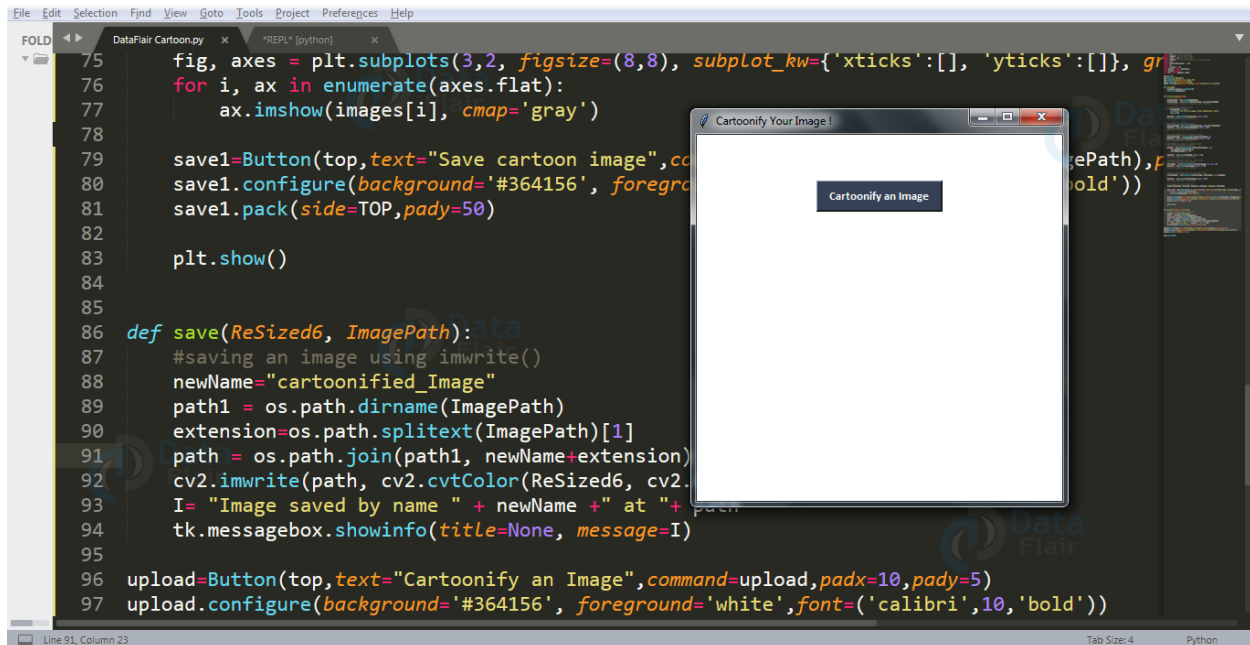 File Edit Selection Find View Goto Tools Project Preferences Help
FOLD
DataFlair Cartoon.py × *REPL* [python] ×
75 fig, axes = plt.subplots(3,2, figsize=(8,8), subplot_kw={'xticks':[], 'yticks':[]}, gr
76 for i, ax in enumerate(axes.flat):
77 ax.imshow(images[i], cmap='gray')
78
79 save1=Button(top,text="Save cartoon image",co gePath),p
80 save1.configure(background='#364156', foregro bold'))
81 save1.pack(side=TOP,pady=50)
82
83 plt.show()
84
85
86 def save(ReSized6, ImagePath):
87 #saving an image using imwrite()
88 newName="cartoonified_Image"
89 path1 = os.path.dirname(ImagePath)
90 extension=os.path.splitext(ImagePath)[1]
91 path = os.path.join(path1, newName+extension)
92 cv2.imwrite(path, cv2.cvtColor(ReSized6, cv2.
93 I= "Image saved by name " + newName +" at "+ path
94 tk.messagebox.showinfo(title=None, message=I)
95
96 upload=Button(top,text="Cartoonify an Image",command=upload,padx=10,pady=5)
97 upload.configure(background='#364156', foreground='white',font=('calibri',10,'bold'))
Cartoonify Your Image !
Cartoonify an Image
Data
Flair
Line 91, Column 23
Tab Size: 4
Python